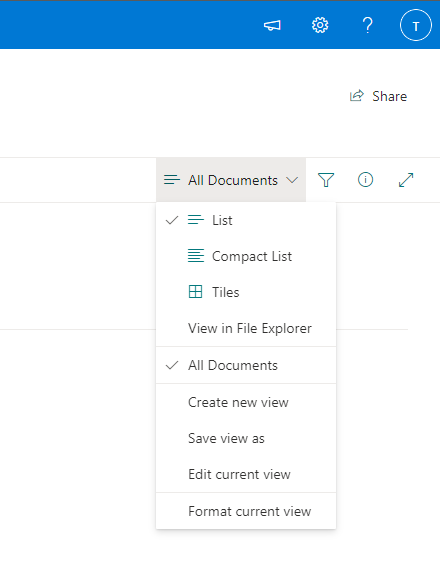 ?
T
Share
All Documents
List
Compact List
Tiles
View in File Explorer
All Documents
Create new view
Save view as
Edit current view
Format current view